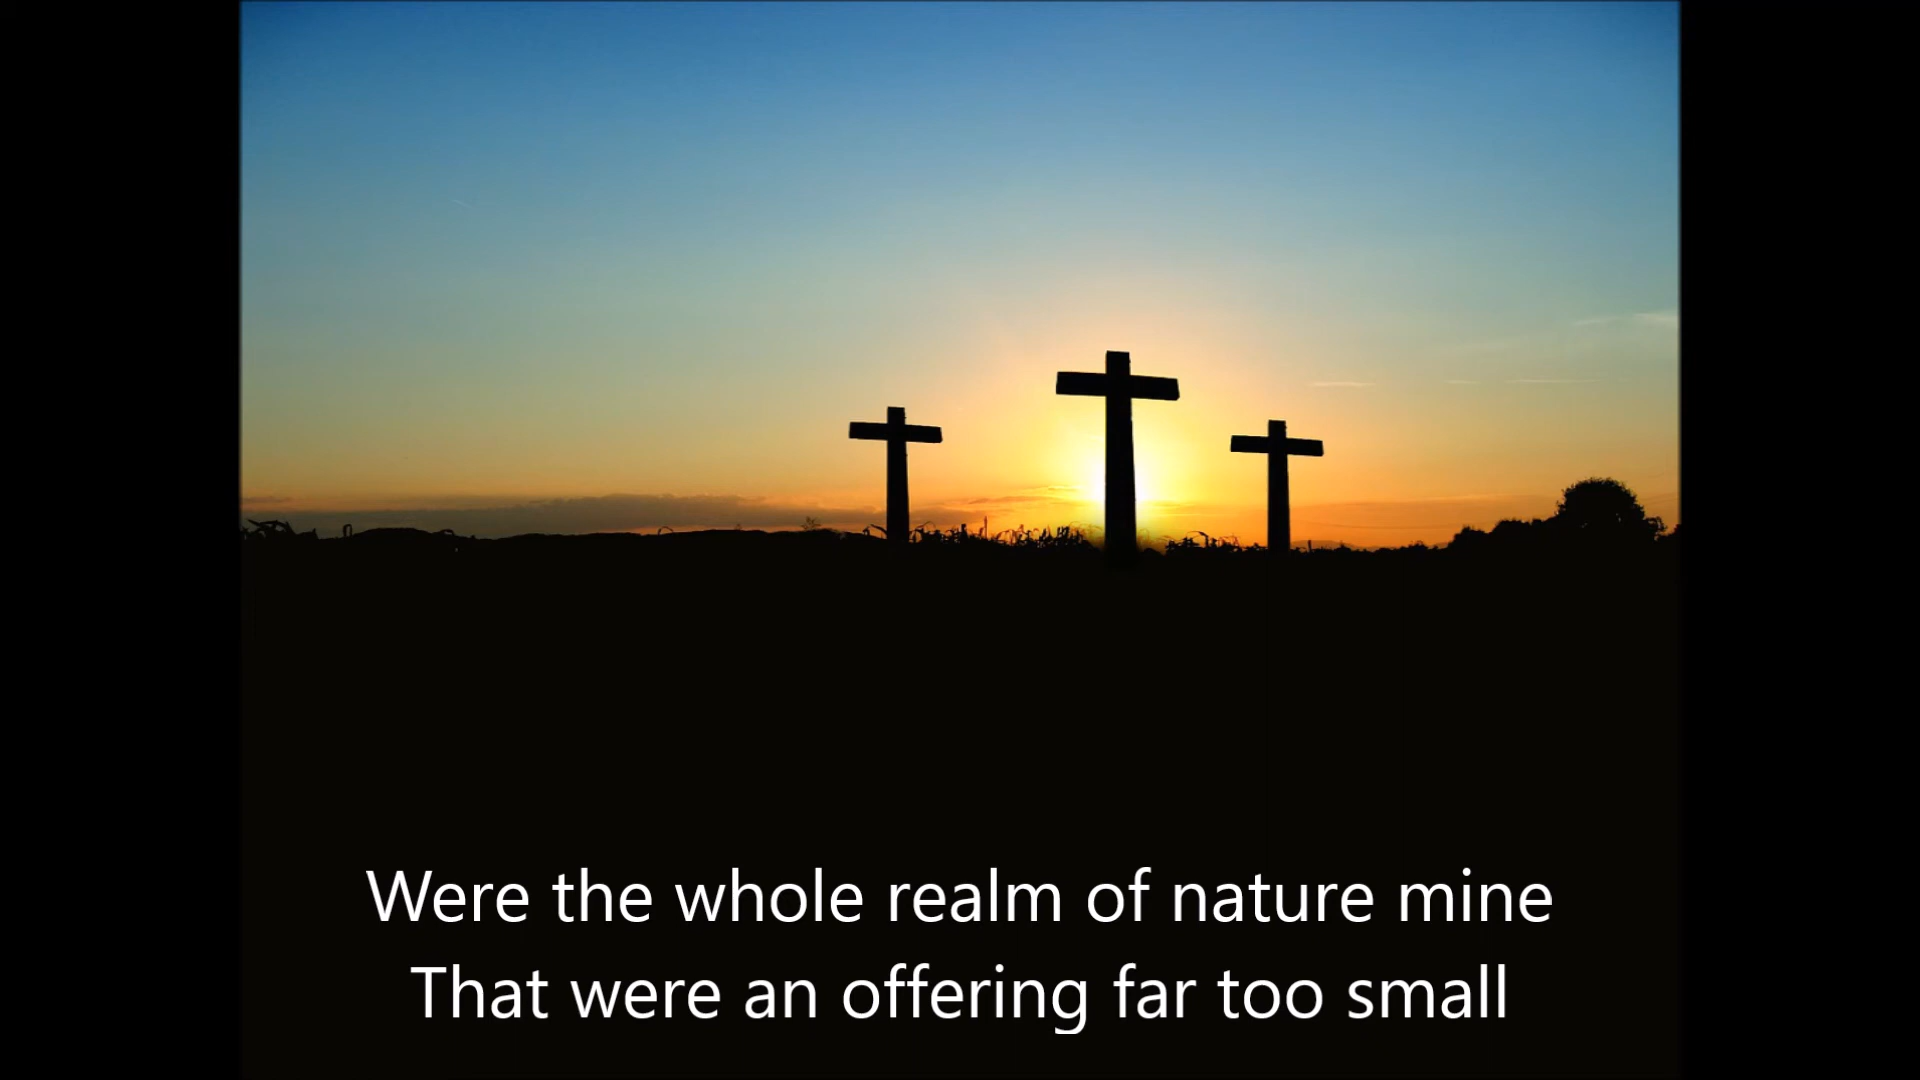 Were the whole realm of nature mine
That were an offering far too small